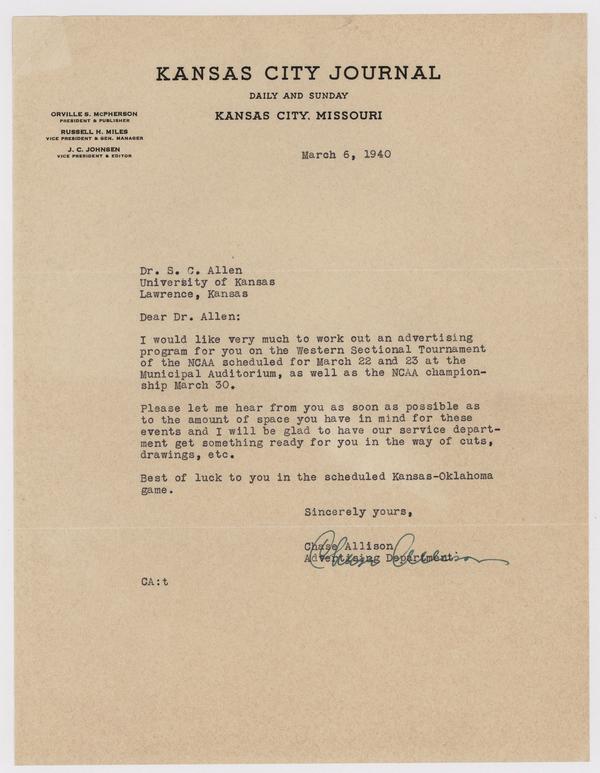 KANSAS CITY JOURNAL
DAILY AND SUNDAY
KANSAS CITY, MISSOURI
ORVILLE S. McPHERSON
PRESIDENT & PUBLISHER
RUSSELL H. MILES
VICE PRESIDENT & GEN. MANAGER
J. C. JOHNSEN
VICE PRESIDENT & EDITOR
March 6, 1940
Dr. S. C. Allen
University of Kansas
Lawrence, Kansas
Dear Dr. Allen:
I would like very much to work out an advertising
program for you on the Western Sectional Tournament
of the NCAA scheduled for March 22 and 23 at the
Municipal Auditorium, as well as the NCAA champion-
ship March 30.
Please let me hear from you as soon as possible as
to the amount of space you have in mind for these
events and I will be glad to have our service depart-
ment get something ready for you in the way of cuts,
drawings, etc.
Best of luck to you in the scheduled Kansas-Oklahoma
game.
Sincerely yours,
Chase Allison
Chase Allison
Advertising Department
CA:t